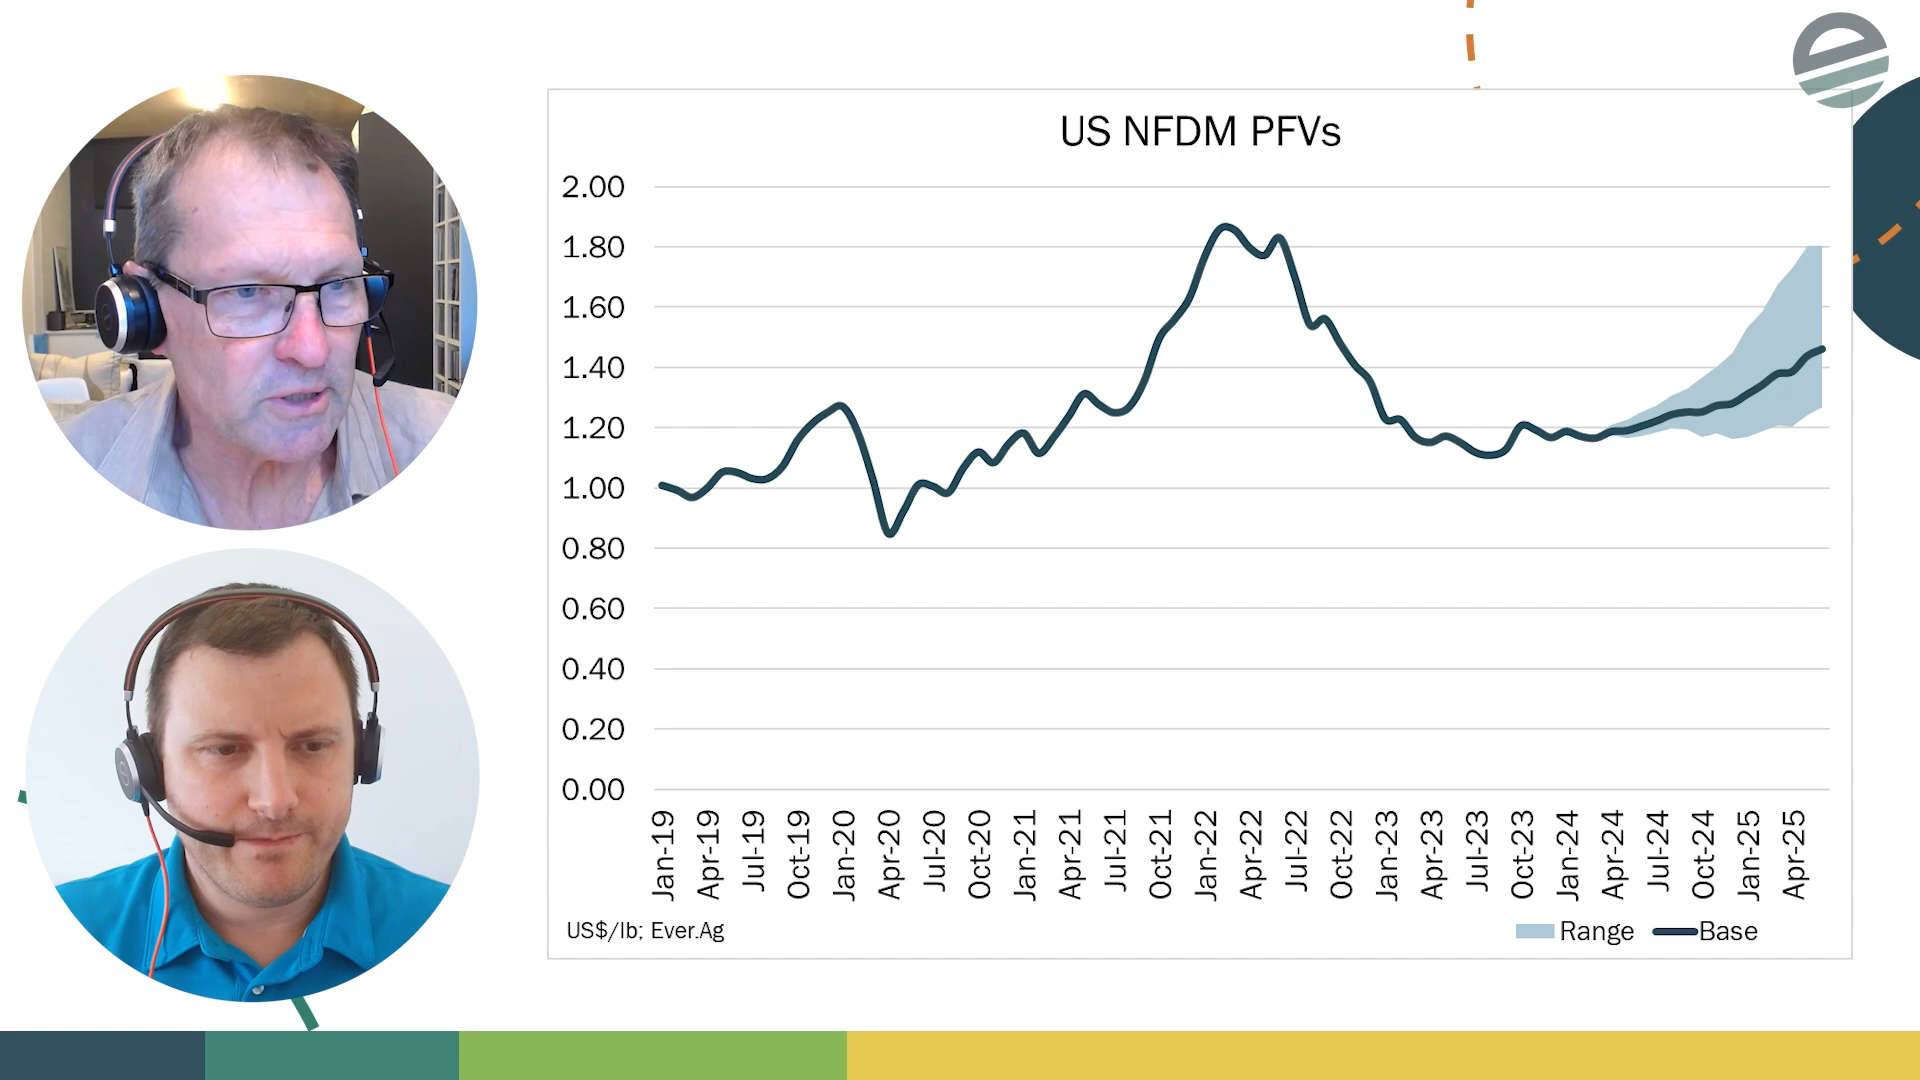 US NFDM PFVs
2.00
1.80
1.60
1.40
1.20
1.00
0.80
0.60
0.40
0.20
0.00
Jan-19
Apr-19
Jul-19
Oct-19
Jan-20
Apr-20
Jul-20
Oct-20
Jan-21
Apr-21
Jul-21
Oct-21
Jan-22
Apr-22
Jul-22
Oct-22
Jan-23
Apr-23
Jul-23
Oct-23
Jan-24
Apr-24
Jul-24
Oct-24
Jan-25
Apr-25
US$/lb; Ever.Ag
Range
Base